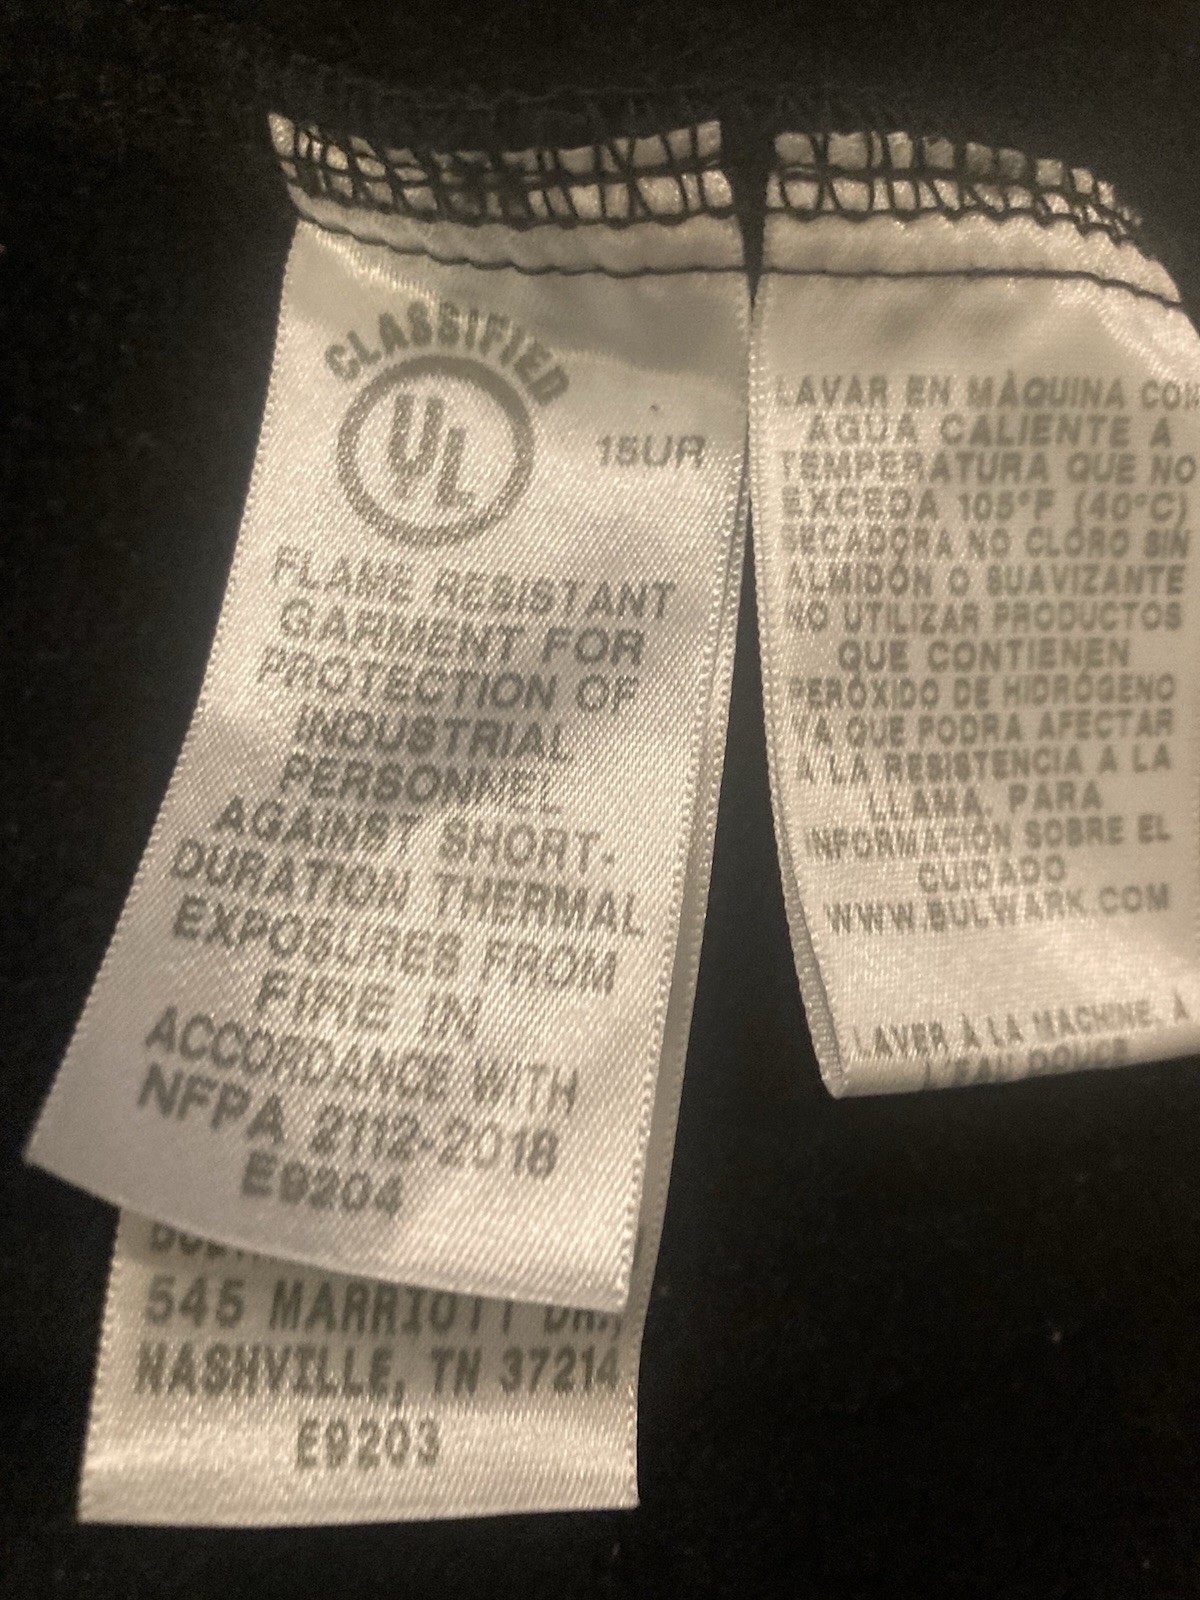 CLASSIFIED
UL
15UR
FLAME RESISTANT
GARMENT FOR
PROTECTION OF
INDUSTRIAL
PERSONNEL
AGAINST SHORT-
DURATION THERMAL
EXPOSURES FROM
FIRE IN
ACCORDANCE WITH
NFPA 2112-2018
E9204
545 MARRIOTT DR.,
NASHVILLE, TN 37214
E9203
LAVAR EN MÀQUINA CON
AGUA CALIENTE A
TEMPERATURA QUE NO
EXCEDA 105°F (40°C)
SECADORA NO CLORO SIN
ALMIDÓN O SUAVIZANTE
NO UTILIZAR PRODUCTOS
QUE CONTIENEN
PERÓXIDO DE HIDRÓGENO
YA QUE PODRA AFECTAR
A LA RESISTENCIA A LA
LLAMA. PARA
INFORMACIÓN SOBRE EL
CUIDADO
WWW.BULWARK.COM
LAVER À LA MACHINE, À
L'EAU DOUCE